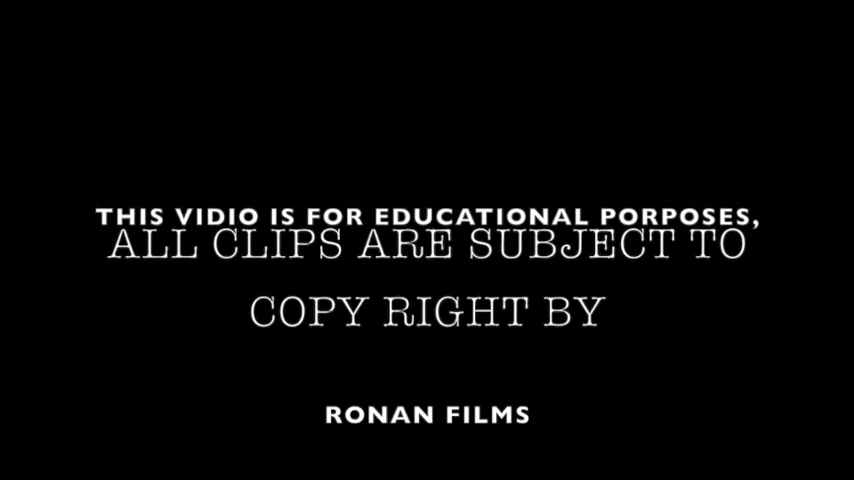 THIS VIDIO IS FOR EDUCATIONAL PORPOSES,
ALL CLIPS ARE SUBJECT TO
COPY RIGHT BY
RONAN FILMS